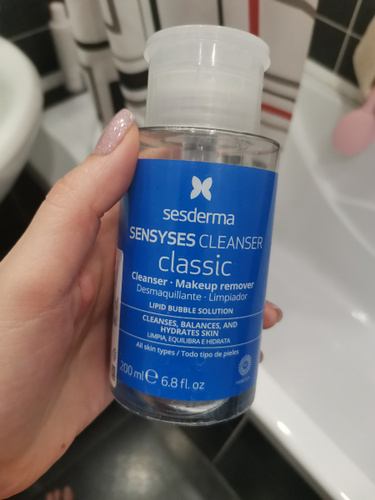 sesderma
SENSYSES CLEANSER
classic
Cleanser · Makeup remover
Desmaquillante · Limpiador
LIPID BUBBLE SOLUTION
CLEANSES, BALANCES, AND
HYDRATES SKIN
LIMPIA, EQUILIBRA E HIDRATA
All skin types / Todo tipo de pieles
200 ml ℮ 6.8 fl. oz